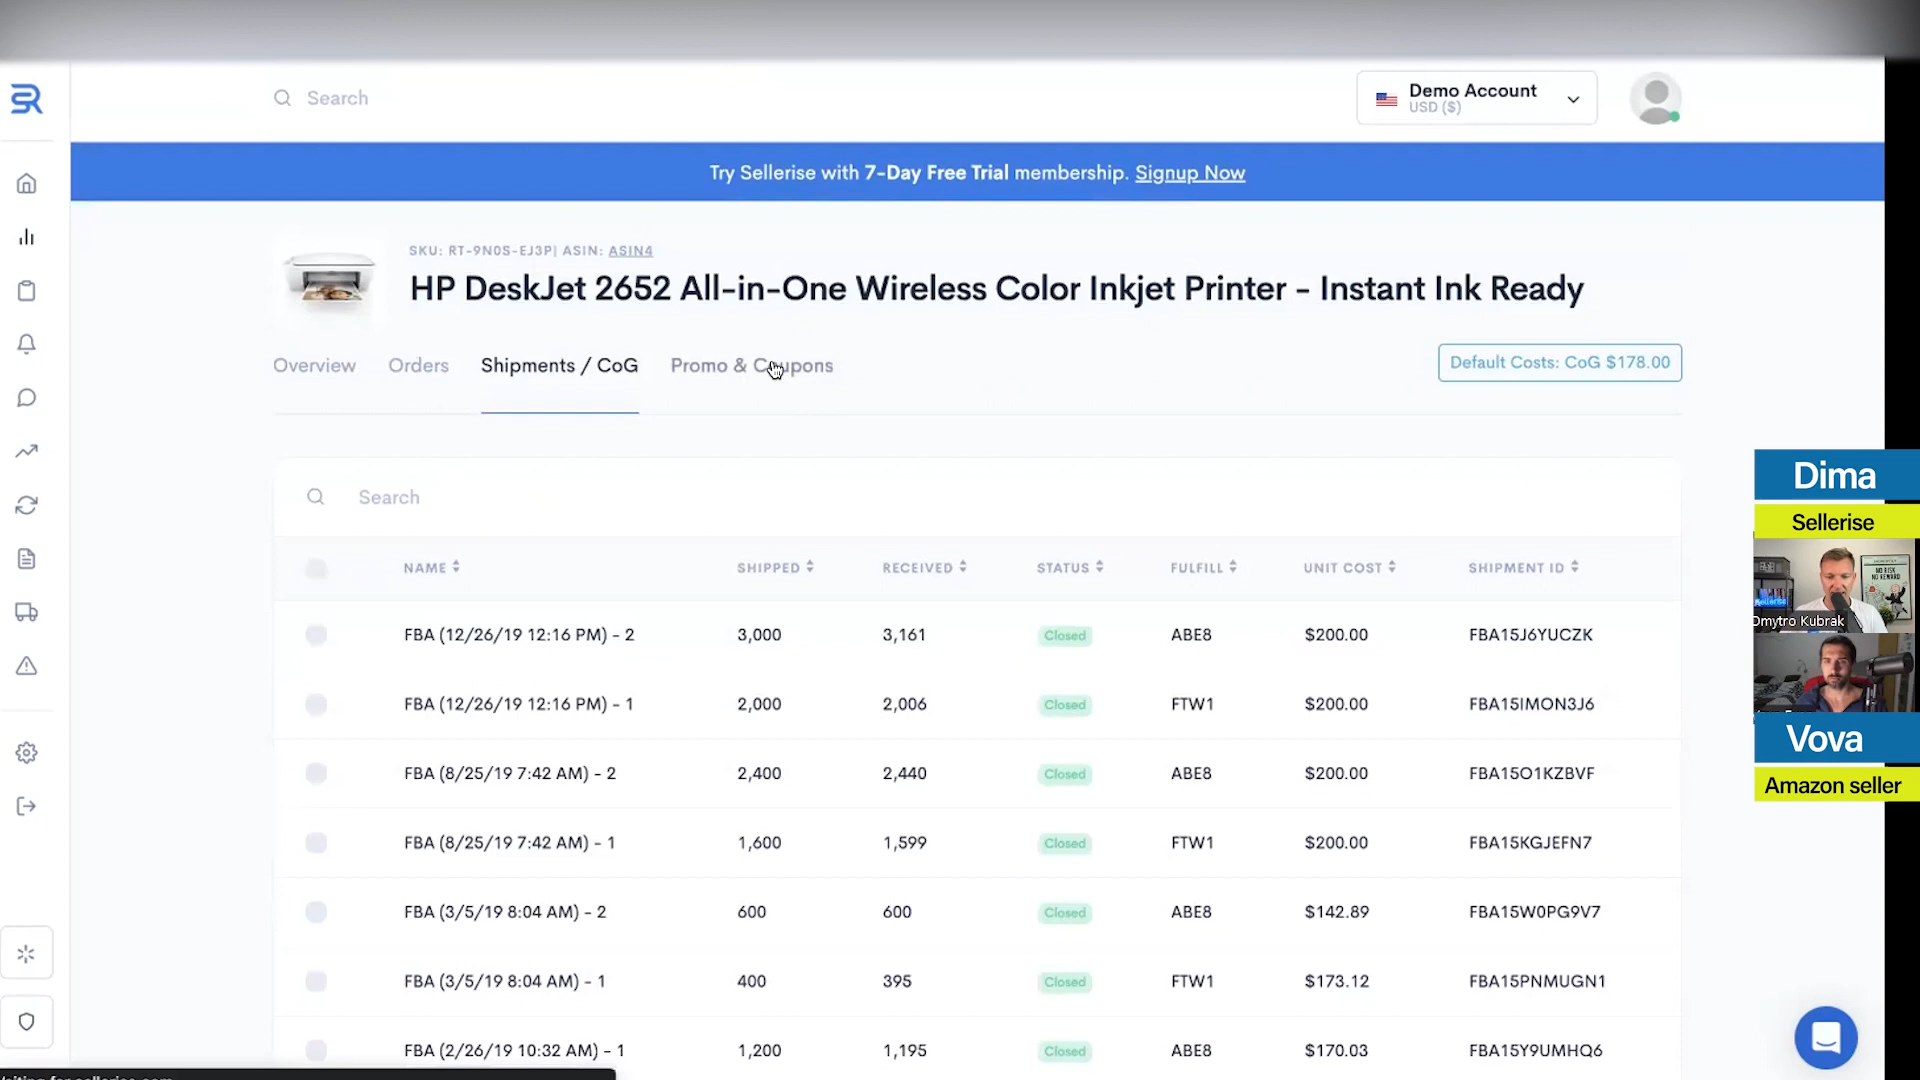 SR
Search
Demo Account
USD ($)
Try Sellerise with 7-Day Free Trial membership. Signup Now
SKU: RT-9N0S-EJ3P| ASIN: ASIN4
HP DeskJet 2652 All-in-One Wireless Color Inkjet Printer - Instant Ink Ready
Overview Orders Shipments / CoG Promo & Coupons
Default Costs: CoG $178.00
Search
NAME SHIPPED RECEIVED STATUS FULFILL UNIT COST SHIPMENT ID
FBA (12/26/19 12:16 PM) - 2 3,000 3,161 Closed ABE8 $200.00 FBA15J6YUCZK
FBA (12/26/19 12:16 PM) - 1 2,000 2,006 Closed FTW1 $200.00 FBA15IMON3J6
FBA (8/25/19 7:42 AM) - 2 2,400 2,440 Closed ABE8 $200.00 FBA15O1KZBVF
FBA (8/25/19 7:42 AM) - 1 1,600 1,599 Closed FTW1 $200.00 FBA15KGJEFN7
FBA (3/5/19 8:04 AM) - 2 600 600 Closed ABE8 $142.89 FBA15W0PG9V7
FBA (3/5/19 8:04 AM) - 1 400 395 Closed FTW1 $173.12 FBA15PNMUGN1
FBA (2/26/19 10:32 AM) - 1 1,200 1,195 Closed ABE8 $170.03 FBA15Y9UMHQ6
Dima
Sellerise
NO RISK
NO REWARD
Dmytro Kubrak
Vova
Amazon seller